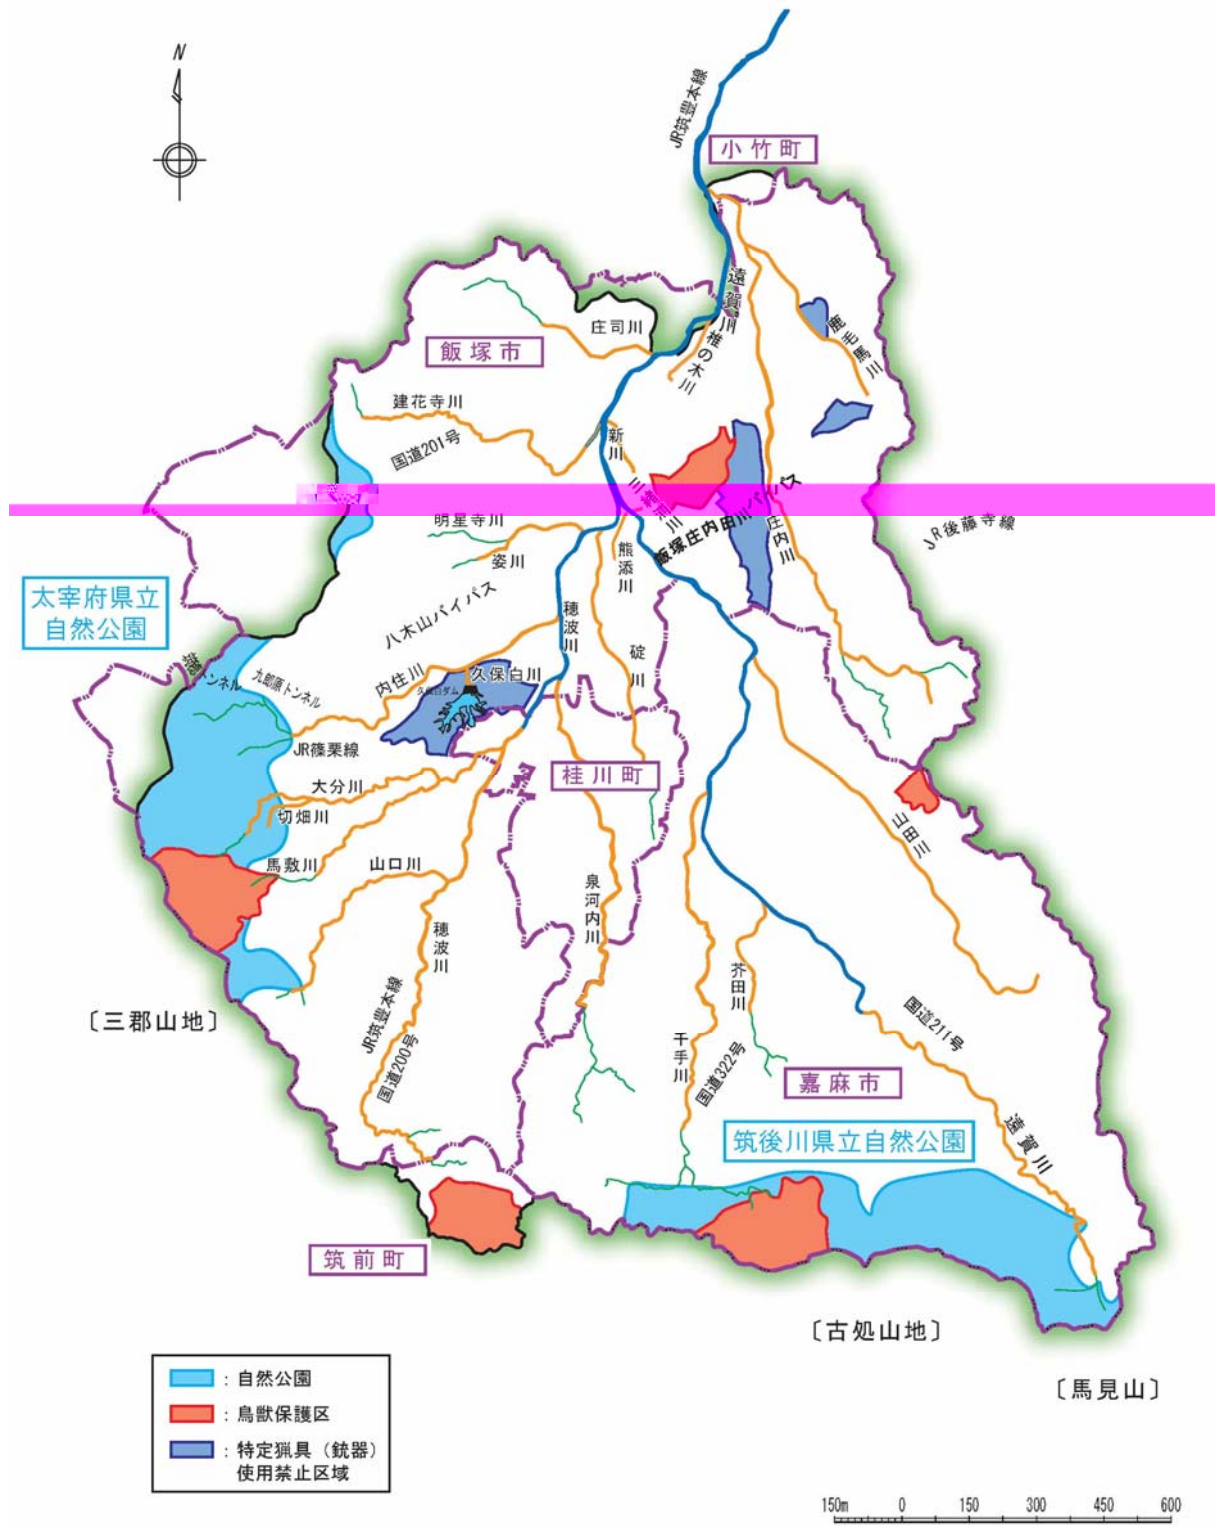 N
JR筑豊本線
小竹町
遠賀川
庄司川
椎の木川
鹿毛馬川
飯塚市
建花寺川
国道201号
新川
飯塚庄内田川バイパス
庄内川
JR後藤寺線
明星寺川
姿川
熊添川
太宰府県立
自然公園
八木山バイパス
穂波川
碇川
トンネル
九郎原トンネル
内住川
久保白川
久保白ダム
JR篠栗線
桂川町
大分川
切畑川
山田川
馬敷川
山口川
泉河内川
穂波川
芥田川
〔三郡山地〕
JR筑豊本線
国道200号
千手川
国道322号
国道211号
嘉麻市
遠賀川
筑後川県立自然公園
筑前町
〔古処山地〕
〔馬見山〕
：自然公園
：鳥獣保護区
：特定猟具（銃器）
使用禁止区域
150m 0 150 300 450 600